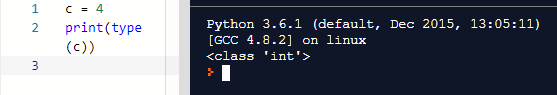 1 c = 4
2 print(type
(c))
3
Python 3.6.1 (default, Dec 2015, 13:05:11)
[GCC 4.8.2] on linux
<class 'int'>